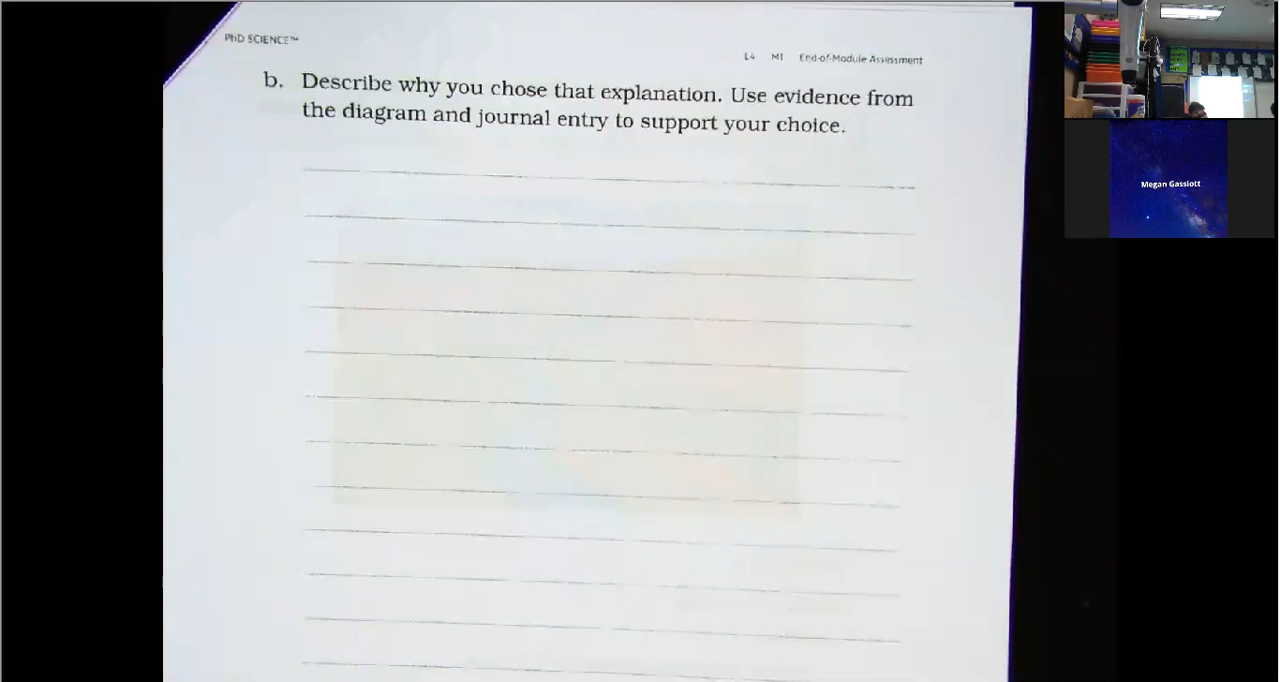 PhD SCIENCE™
L4 M1 End-of-Module Assessment
b. Describe why you chose that explanation. Use evidence from
the diagram and journal entry to support your choice.
Megan Gassiott